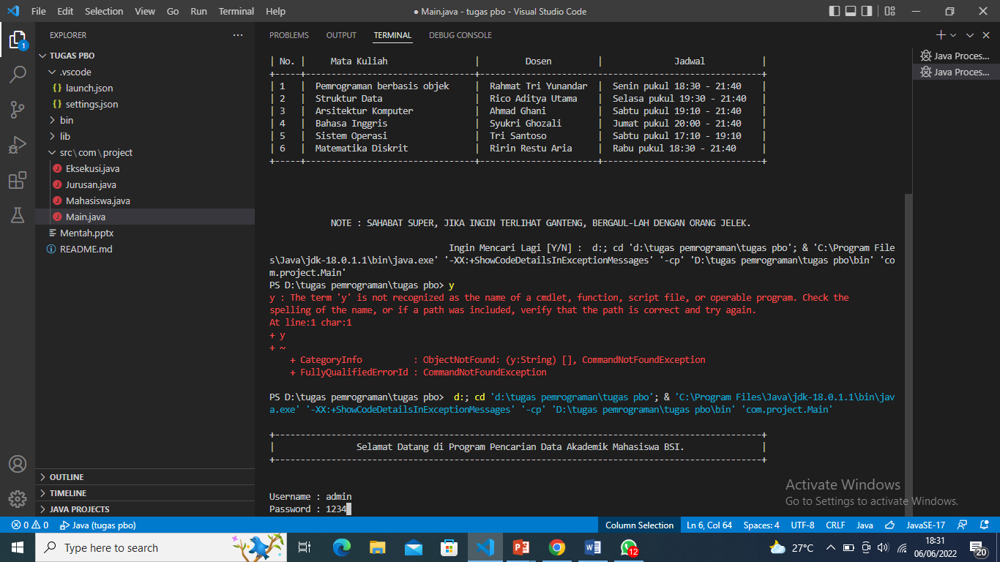 File Edit Selection View Go Run Terminal Help
● Main.java - tugas pbo - Visual Studio Code
EXPLORER
TUGAS PBO
.vscode
{} launch.json
{} settings.json
bin
lib
src\com\project
Eksekusi.java
Jurusan.java
Mahasiswa.java
Main.java
Mentah.pptx
README.md
OUTLINE
TIMELINE
JAVA PROJECTS
1
PROBLEMS OUTPUT TERMINAL DEBUG CONSOLE
Java Proces...
Java Proces...
| No. | Mata Kuliah | Dosen | Jadwal |
| 1 | Pemrograman berbasis objek | Rahmat Tri Yunandar | Senin pukul 18:30 - 21:40 |
| 2 | Struktur Data | Rico Aditya Utama | Selasa pukul 19:30 - 21:40 |
| 3 | Arsitektur Komputer | Ahmad Ghani | Sabtu pukul 19:10 - 21:40 |
| 4 | Bahasa Inggris | Syukri Ghozali | Jumat pukul 20:00 - 21:40 |
| 5 | Sistem Operasi | Tri Santoso | Sabtu pukul 17:10 - 19:10 |
| 6 | Matematika Diskrit | Ririn Restu Aria | Rabu pukul 18:30 - 21:40 |
NOTE : SAHABAT SUPER, JIKA INGIN TERLIHAT GANTENG, BERGAUL-LAH DENGAN ORANG JELEK.
Ingin Mencari Lagi [Y/N] : d:; cd 'd:\tugas pemrograman\tugas pbo'; & 'C:\Program File
s\Java\jdk-18.0.1.1\bin\java.exe' '-XX:+ShowCodeDetailsInExceptionMessages' '-cp' 'D:\tugas pemrograman\tugas pbo\bin' 'co
m.project.Main'
PS D:\tugas pemrograman\tugas pbo> y
y : The term 'y' is not recognized as the name of a cmdlet, function, script file, or operable program. Check the
spelling of the name, or if a path was included, verify that the path is correct and try again.
At line:1 char:1
+ y
+ ~
+ CategoryInfo : ObjectNotFound: (y:String) [], CommandNotFoundException
+ FullyQualifiedErrorId : CommandNotFoundException
PS D:\tugas pemrograman\tugas pbo> d:; cd 'd:\tugas pemrograman\tugas pbo'; & 'C:\Program Files\Java\jdk-18.0.1.1\bin\jav
a.exe' '-XX:+ShowCodeDetailsInExceptionMessages' '-cp' 'D:\tugas pemrograman\tugas pbo\bin' 'com.project.Main'
| Selamat Datang di Program Pencarian Data Akademik Mahasiswa BSI. |
Username : admin
Password : 1234
Activate Windows
Go to Settings to activate Windows.
0 0 Java (tugas pbo)
Column Selection Ln 6, Col 64 Spaces: 4 UTF-8 CRLF Java JavaSE-17
Type here to search
12
27°C
18:31
06/06/2022
20